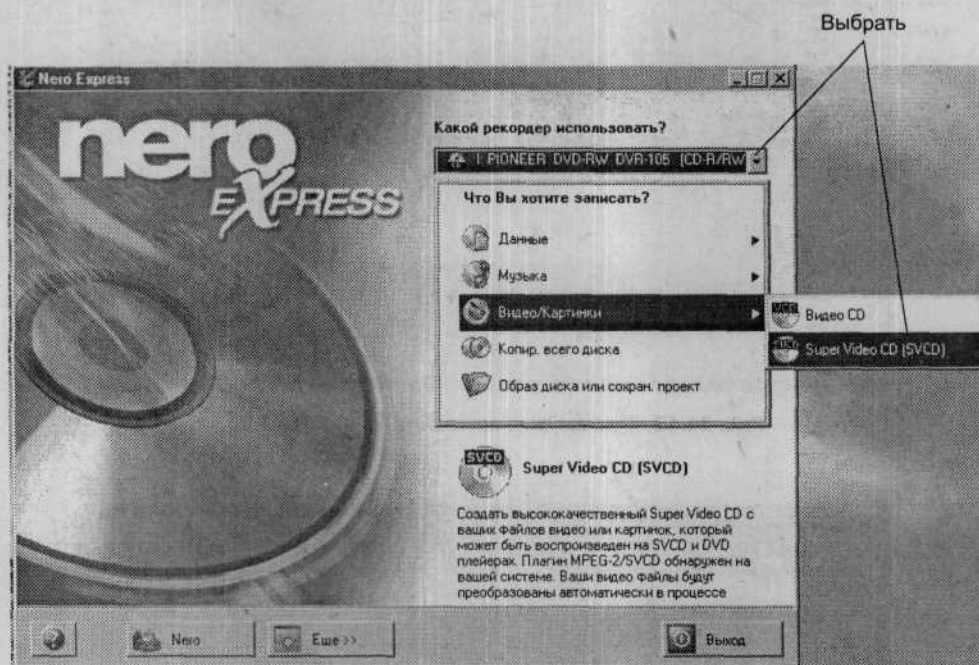 Выбрать
Nero Express
nero
EXPRESS
Какой рекордер использовать?
I: PIONEER DVD-RW DVR-105 [CD-R/RW]
Что Вы хотите записать?
Данные
Музыка
Видео/Картинки
Копир. всего диска
Образ диска или сохран. проект
Видео CD
Super Video CD (SVCD)
SVCD
Super Video CD (SVCD)
Создать высококачественный Super Video CD с
ваших файлов видео или картинок, который
может быть воспроизведен на SVCD и DVD
плейерах. Плагин MPEG-2/SVCD обнаружен на
вашей системе. Ваши видео файлы будут
преобразованы автоматически в процессе
Nero
Еще >>
Выход